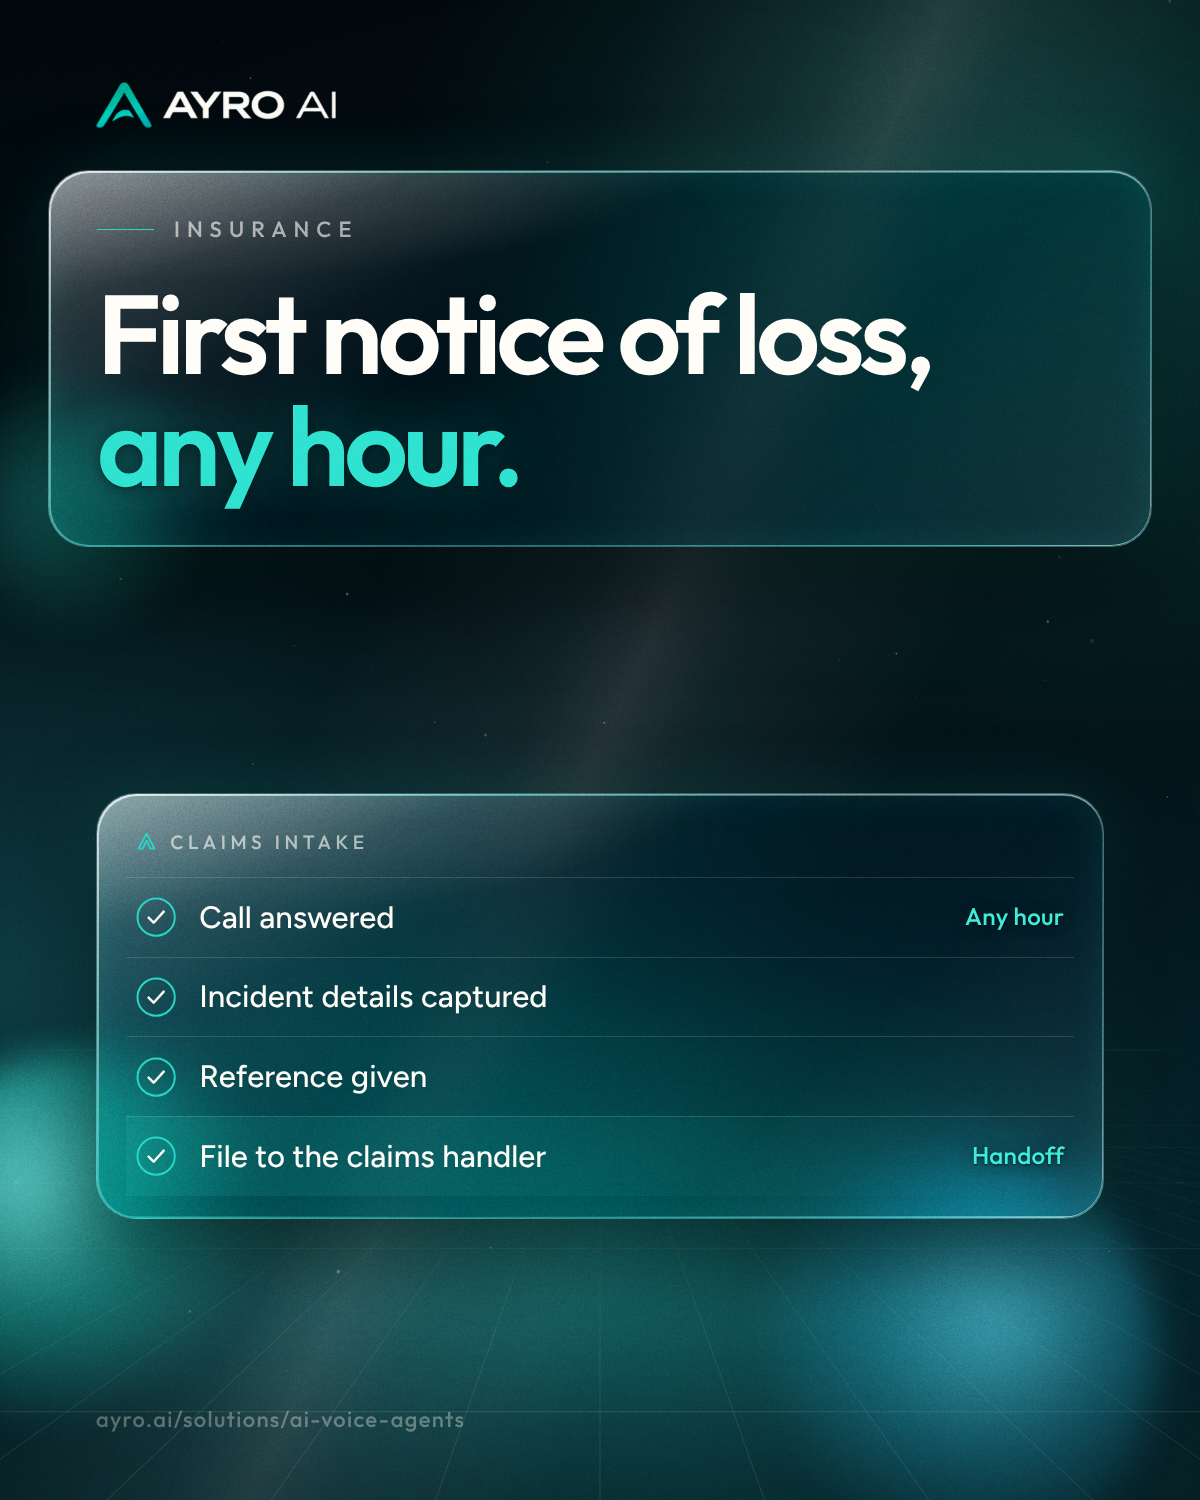 AYRO AI
INSURANCE
First notice of loss,
any hour.
CLAIMS INTAKE
Call answered
Any hour
Incident details captured
Reference given
File to the claims handler
Handoff
ayro.ai/solutions/ai-voice-agents